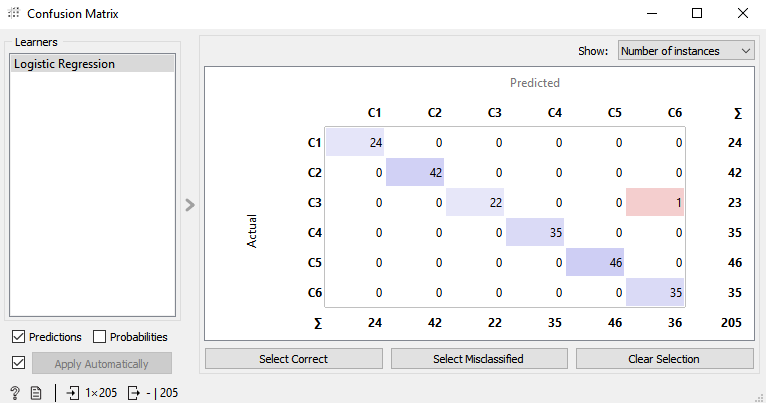 Confusion Matrix
Learners
Logistic Regression
Show: Number of instances
Predicted
C1 C2 C3 C4 C5 C6 Σ
C1 24 0 0 0 0 0 24
C2 0 42 0 0 0 0 42
C3 0 0 22 0 0 1 23
Actual
C4 0 0 0 35 0 0 35
C5 0 0 0 0 46 0 46
C6 0 0 0 0 0 35 35
Σ 24 42 22 35 46 36 205
Predictions Probabilities
Apply Automatically
Select Correct Select Misclassified Clear Selection
? 1×205 - | 205